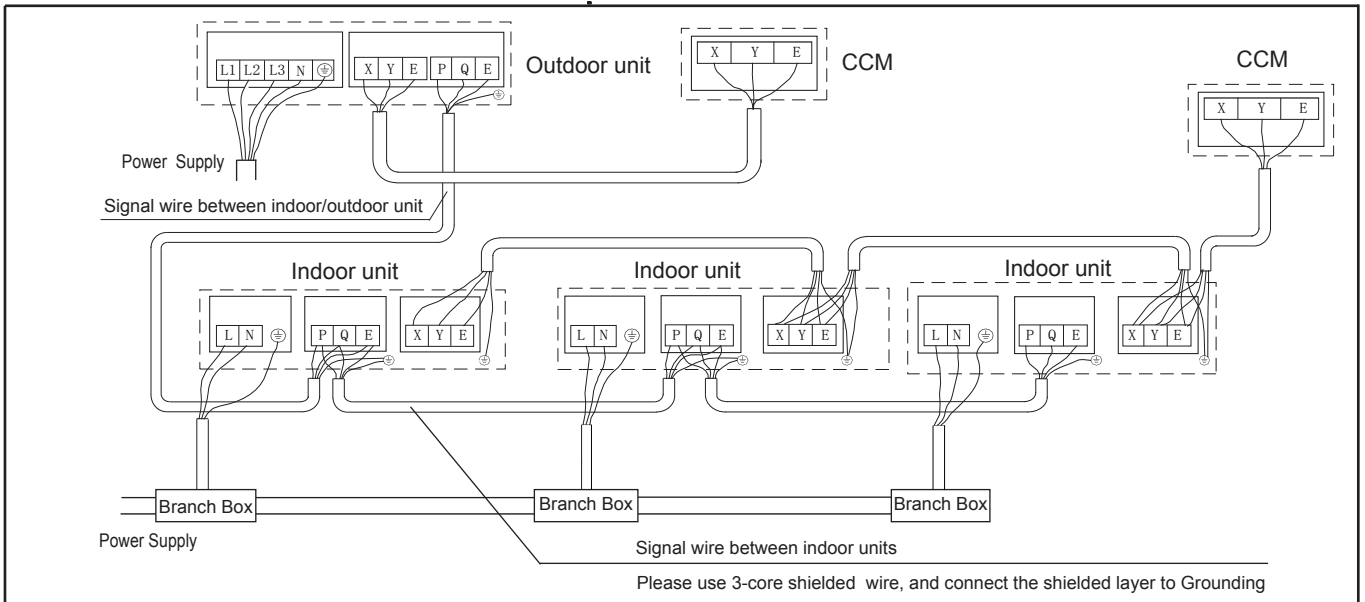 L1 L2 L3 N
X Y E P Q E
Outdoor unit
X Y E
CCM
CCM
X Y E
Power Supply
Signal wire between indoor/outdoor unit
Indoor unit
Indoor unit
Indoor unit
L N
P Q E
X Y E
L N
P Q E
X Y E
L N
P Q E
X Y E
Branch Box
Branch Box
Branch Box
Power Supply
Signal wire between indoor units
Please use 3-core shielded wire, and connect the shielded layer to Grounding